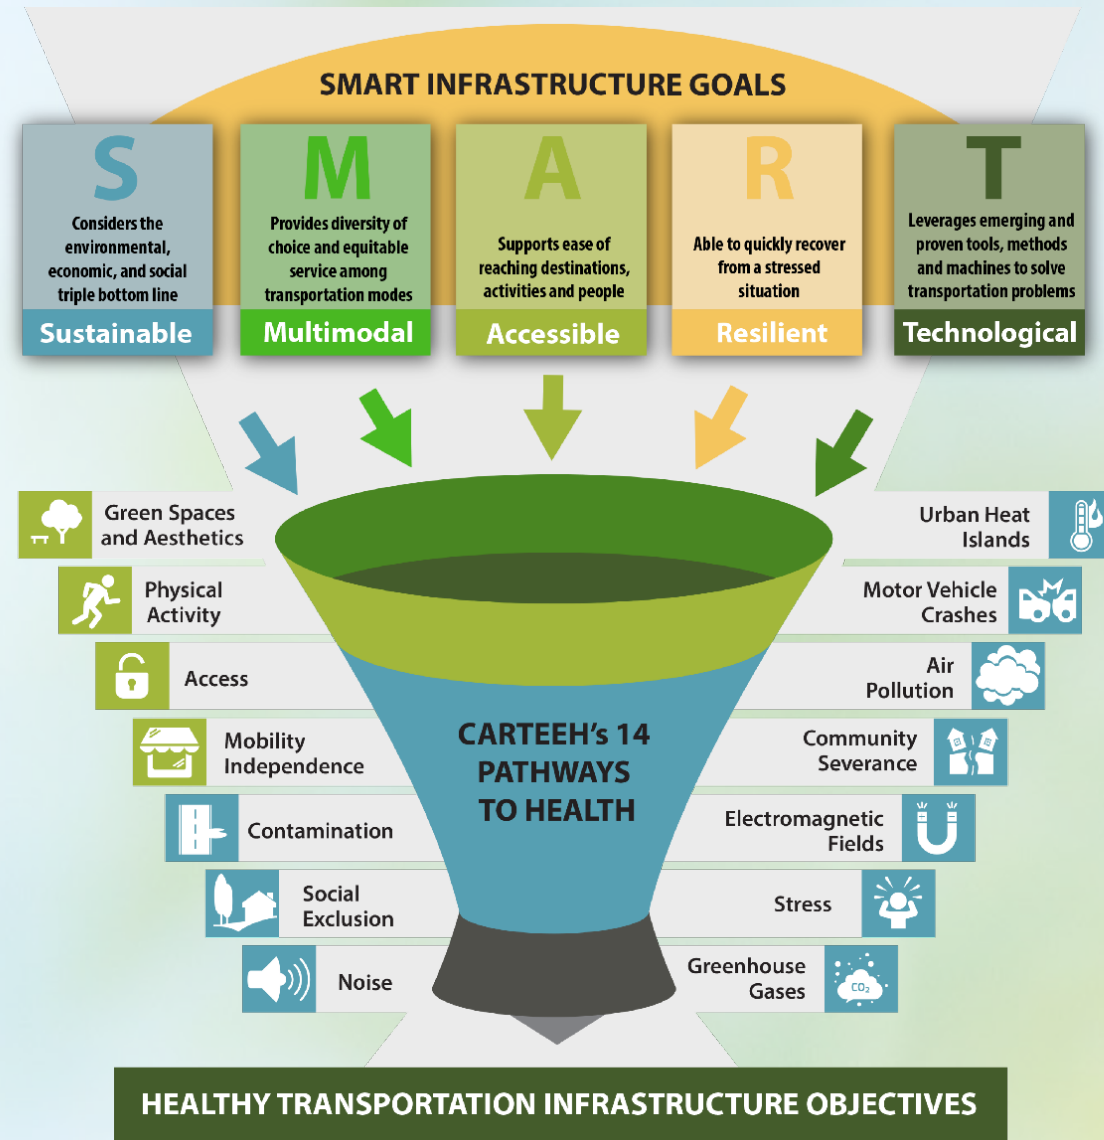 SMART INFRASTRUCTURE GOALS
S
Considers the
environmental,
economic, and social
triple bottom line
Sustainable
M
Provides diversity of
choice and equitable
service among
transportation modes
Multimodal
A
Supports ease of
reaching destinations,
activities and people
Accessible
R
Able to quickly recover
from a stressed
situation
Resilient
T
Leverages emerging and
proven tools, methods
and machines to solve
transportation problems
Technological
Green Spaces
and Aesthetics
Physical
Activity
Access
Mobility
Independence
Contamination
Social
Exclusion
Noise
CARTEEH's 14
PATHWAYS
TO HEALTH
Urban Heat
Islands
Motor Vehicle
Crashes
Air
Pollution
Community
Severance
Electromagnetic
Fields
Stress
Greenhouse
Gases
CO₂
HEALTHY TRANSPORTATION INFRASTRUCTURE OBJECTIVES